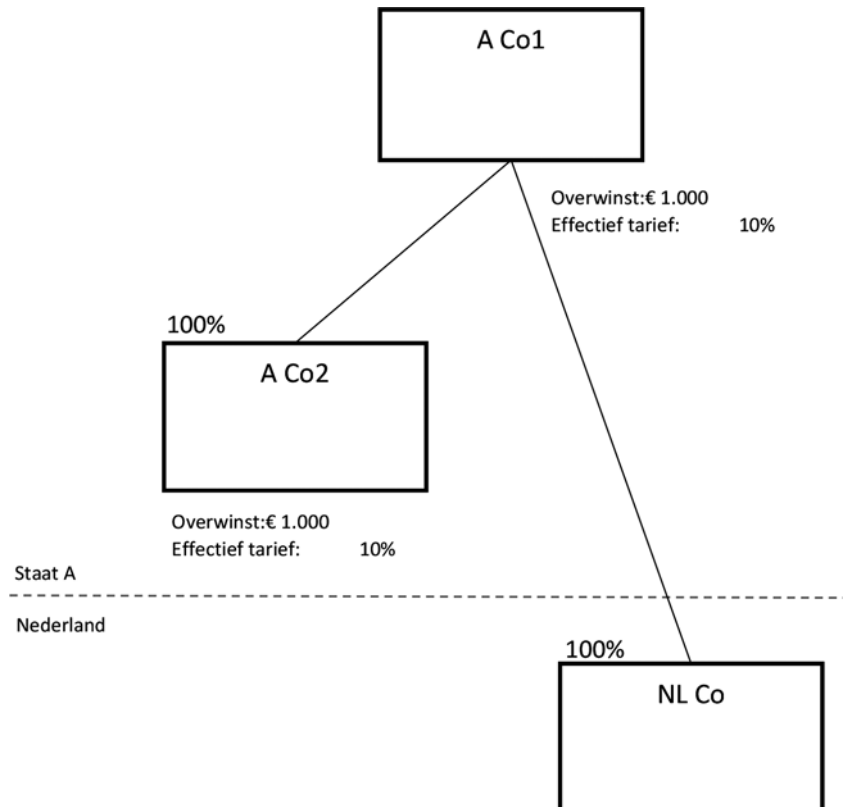 A Co1
Overwinst:€ 1.000
Effectief tarief: 10%
100%
A Co2
Overwinst:€ 1.000
Effectief tarief: 10%
Staat A
Nederland
100%
NL Co